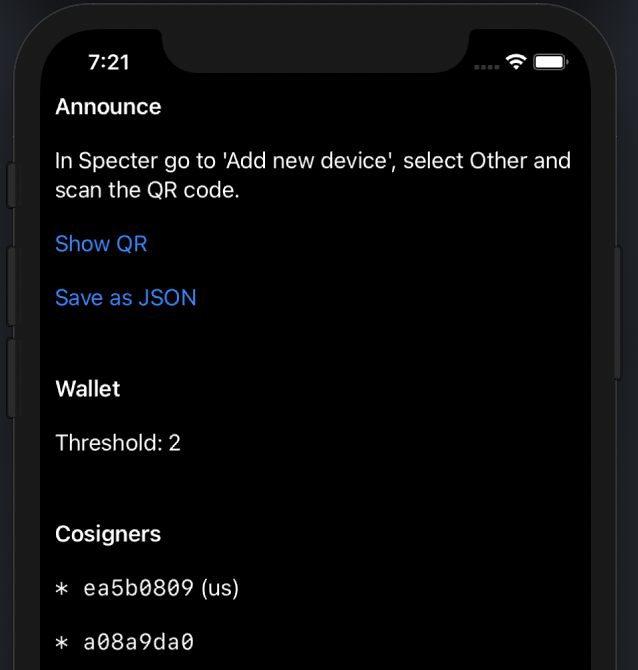 7:21
Announce
In Specter go to 'Add new device', select Other and
scan the QR code.
Show QR
Save as JSON
Wallet
Threshold: 2
Cosigners
* ea5b0809 (us)
* a08a9da0